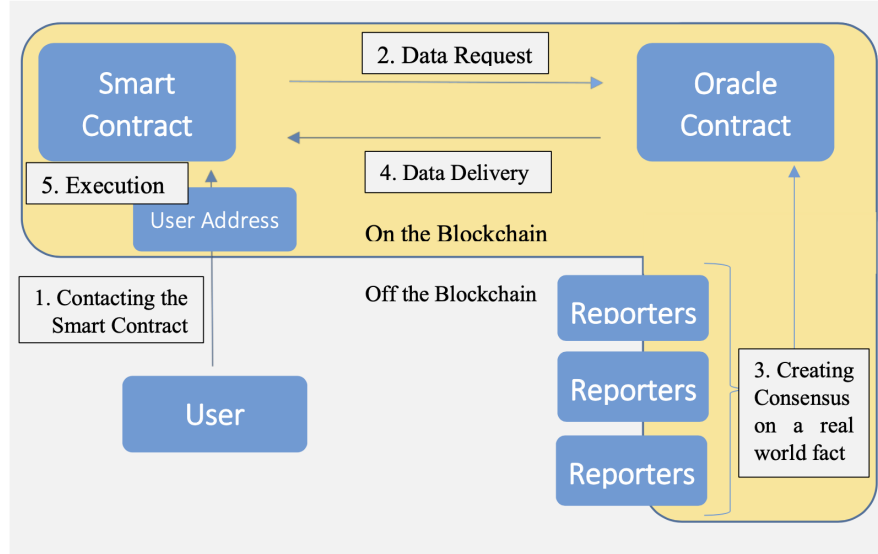 Smart
Contract
2. Data Request
Oracle
Contract
4. Data Delivery
5. Execution
User Address
On the Blockchain
Off the Blockchain
1. Contacting the
Smart Contract
User
Reporters
Reporters
Reporters
3. Creating
Consensus
on a real
world fact